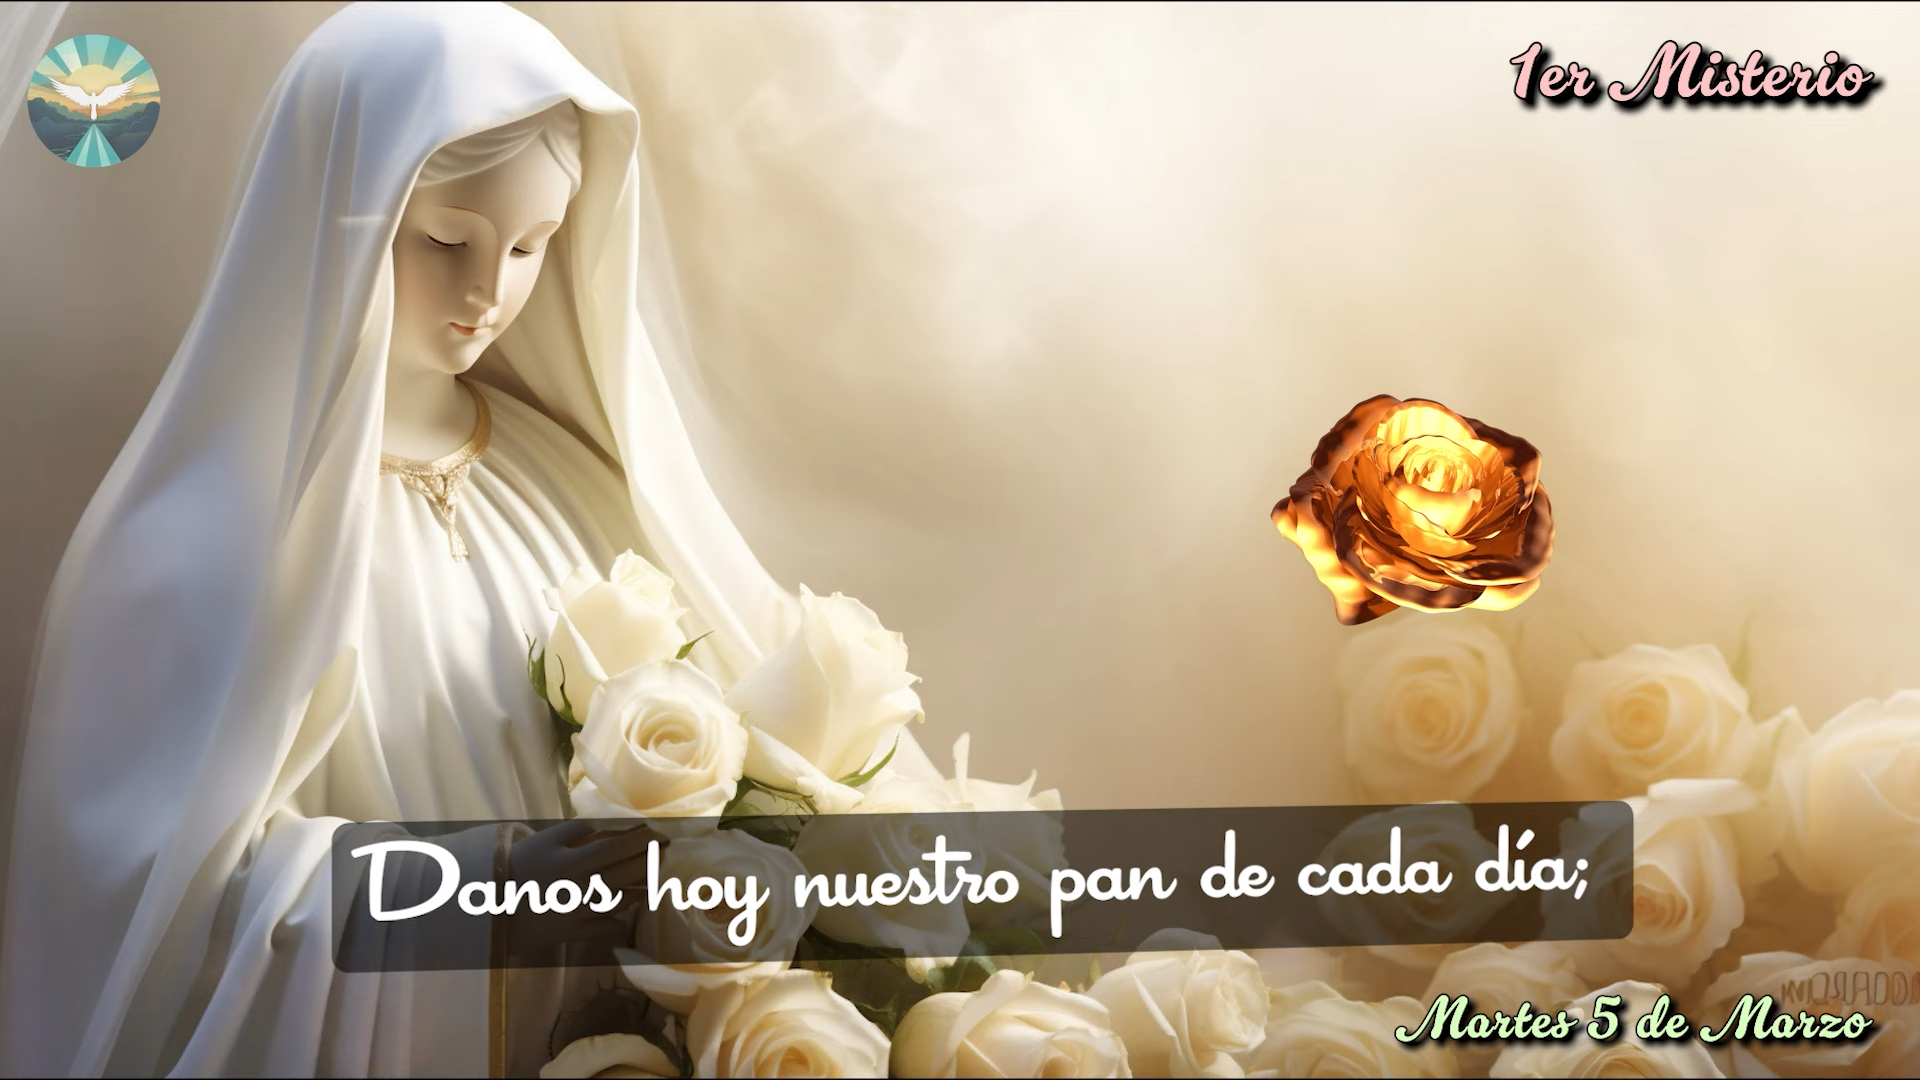 1er Misterio
Danos hoy nuestro pan de cada día;
Martes 5 de Marzo